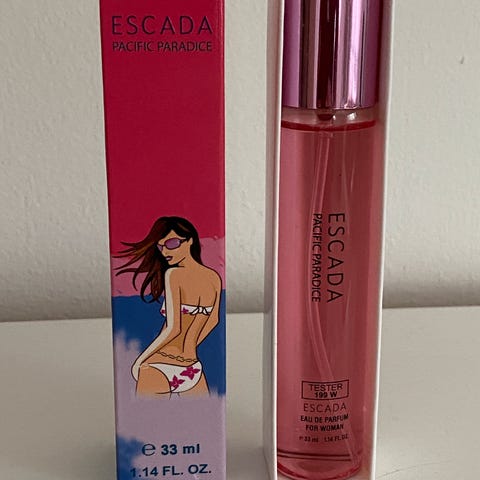 ESCADA
PACIFIC PARADICE
℮ 33 ml
1.14 FL. OZ.
ESCADA
PACIFIC PARADICE
TESTER
199 W
ESCADA
EAU DE PARFUM
FOR WOMAN
℮ 33 ml 1.14 FL OZ